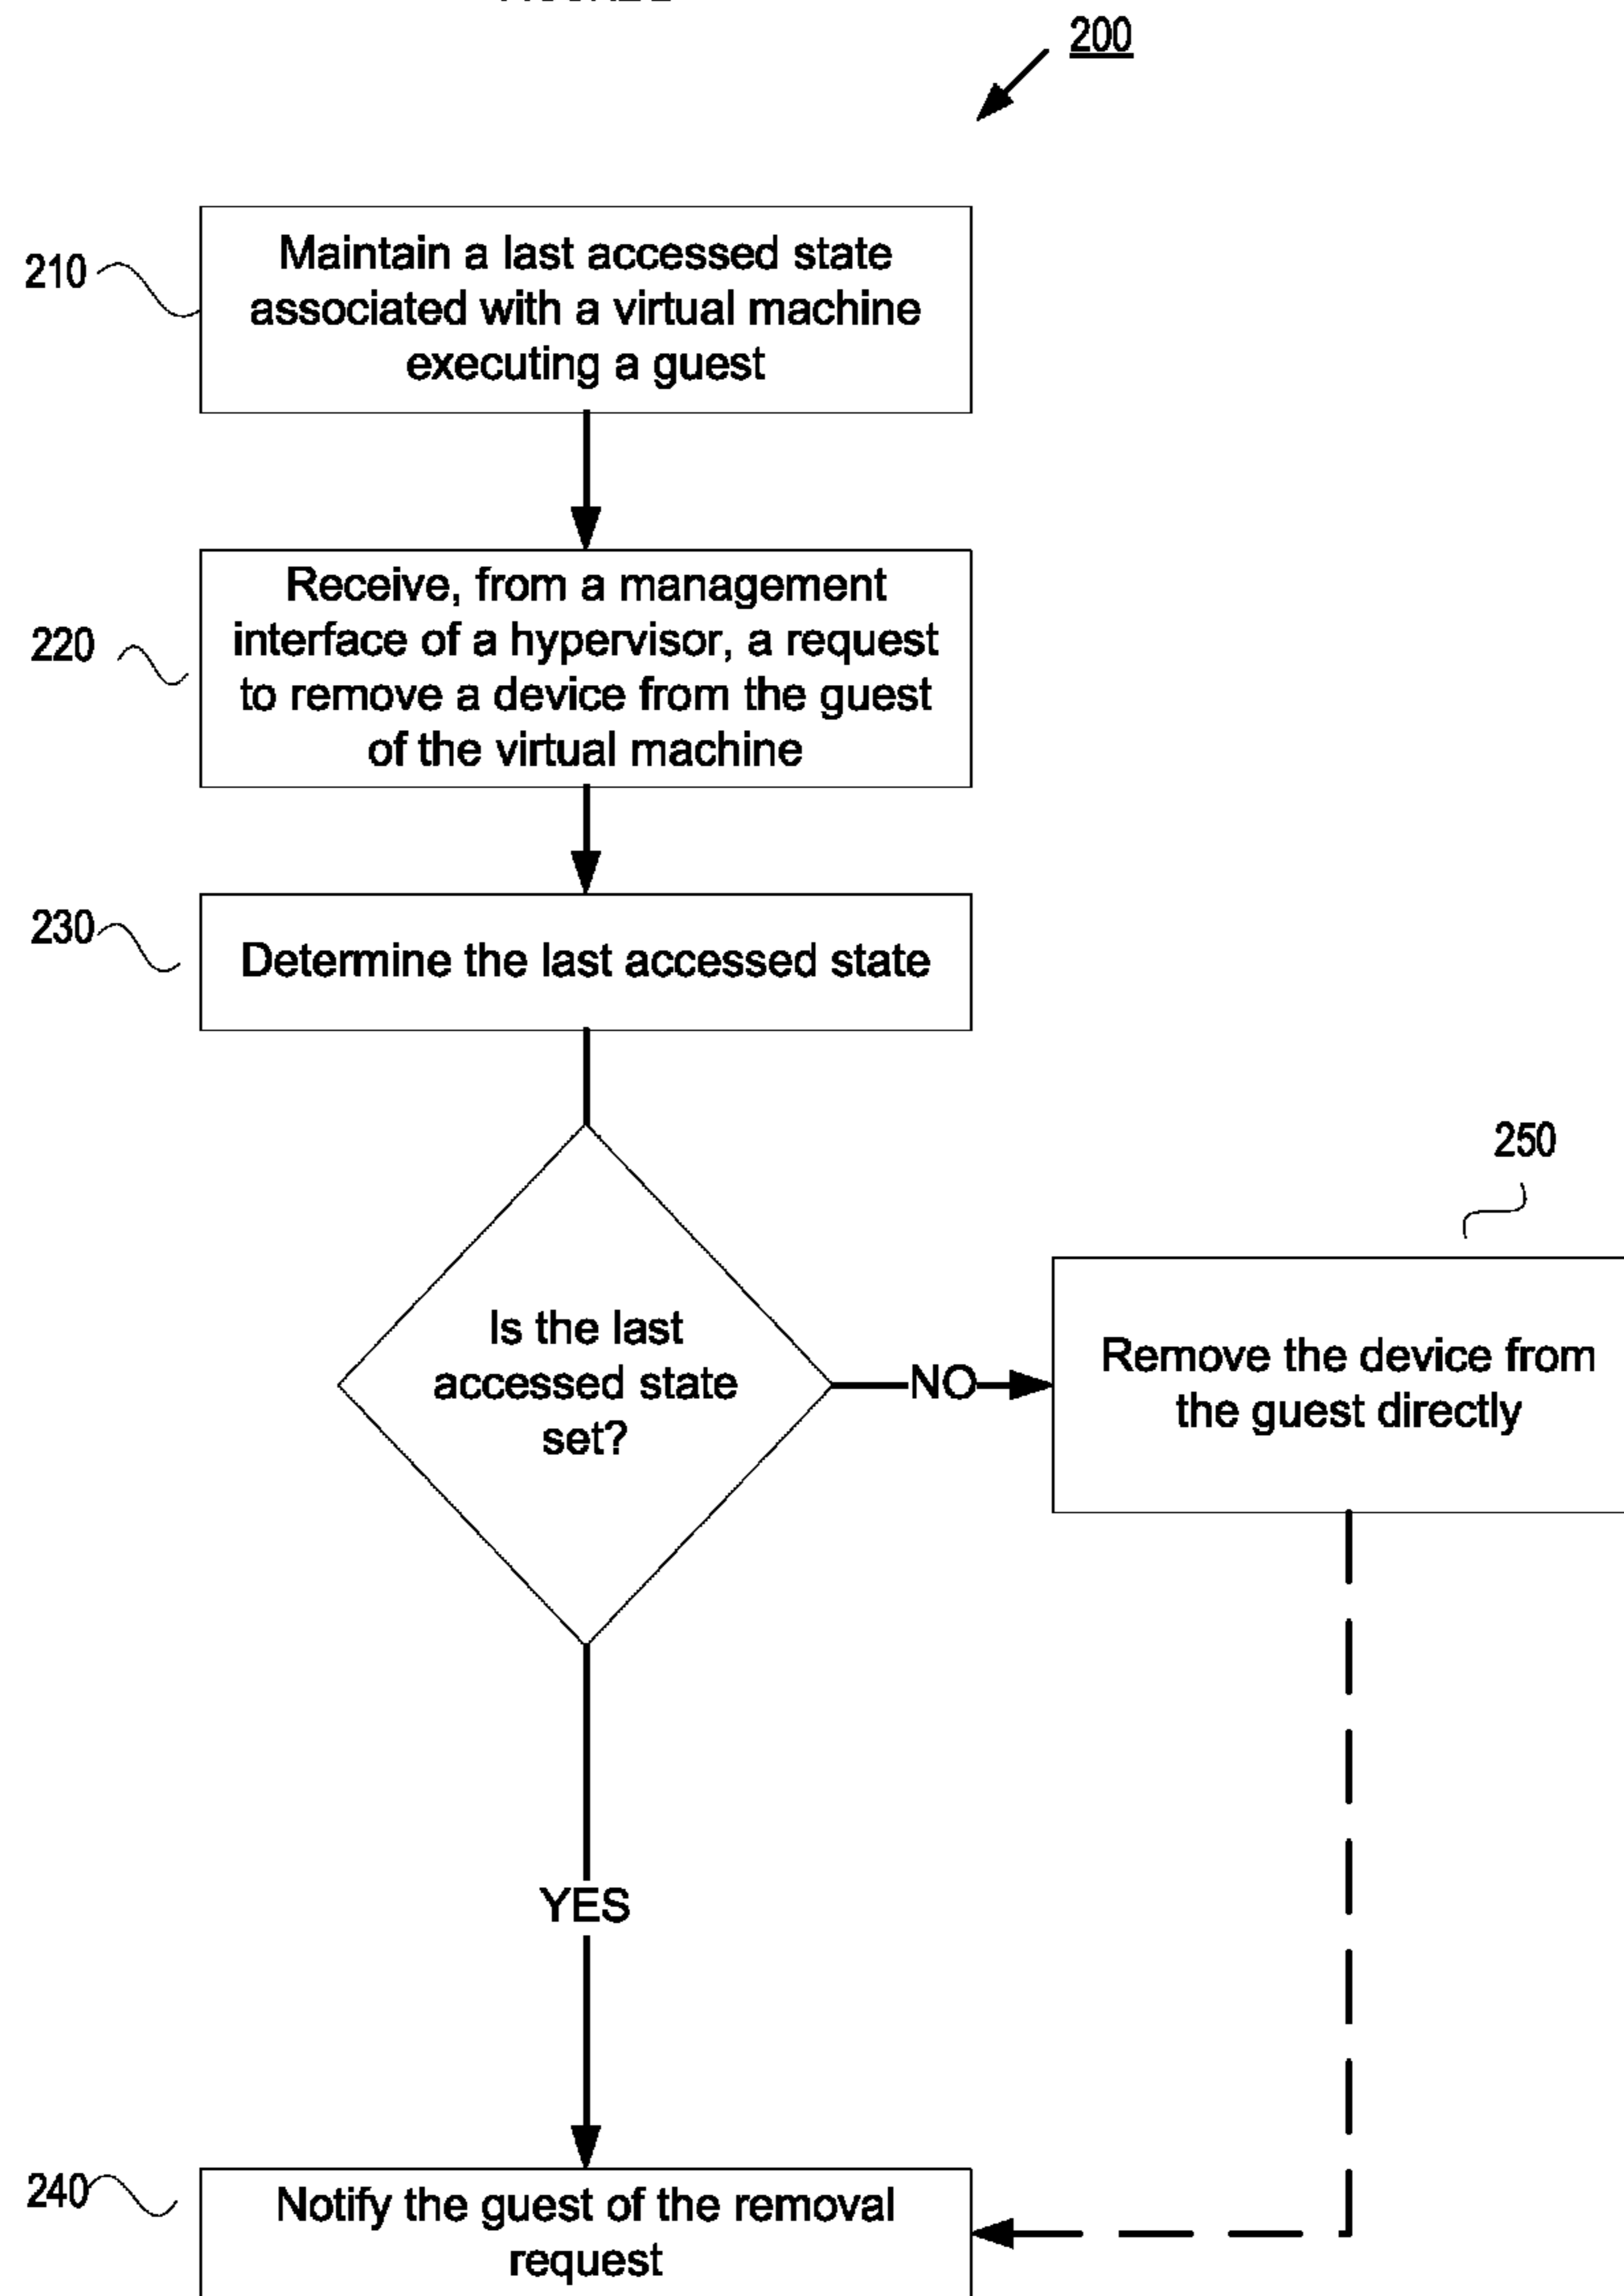 200
210
Maintain a last accessed state
associated with a virtual machine
executing a guest
220
Receive, from a management
interface of a hypervisor, a request
to remove a device from the guest
of the virtual machine
230
Determine the last accessed state
Is the last
accessed state
set?
NO
250
Remove the device from
the guest directly
YES
240
Notify the guest of the removal
request